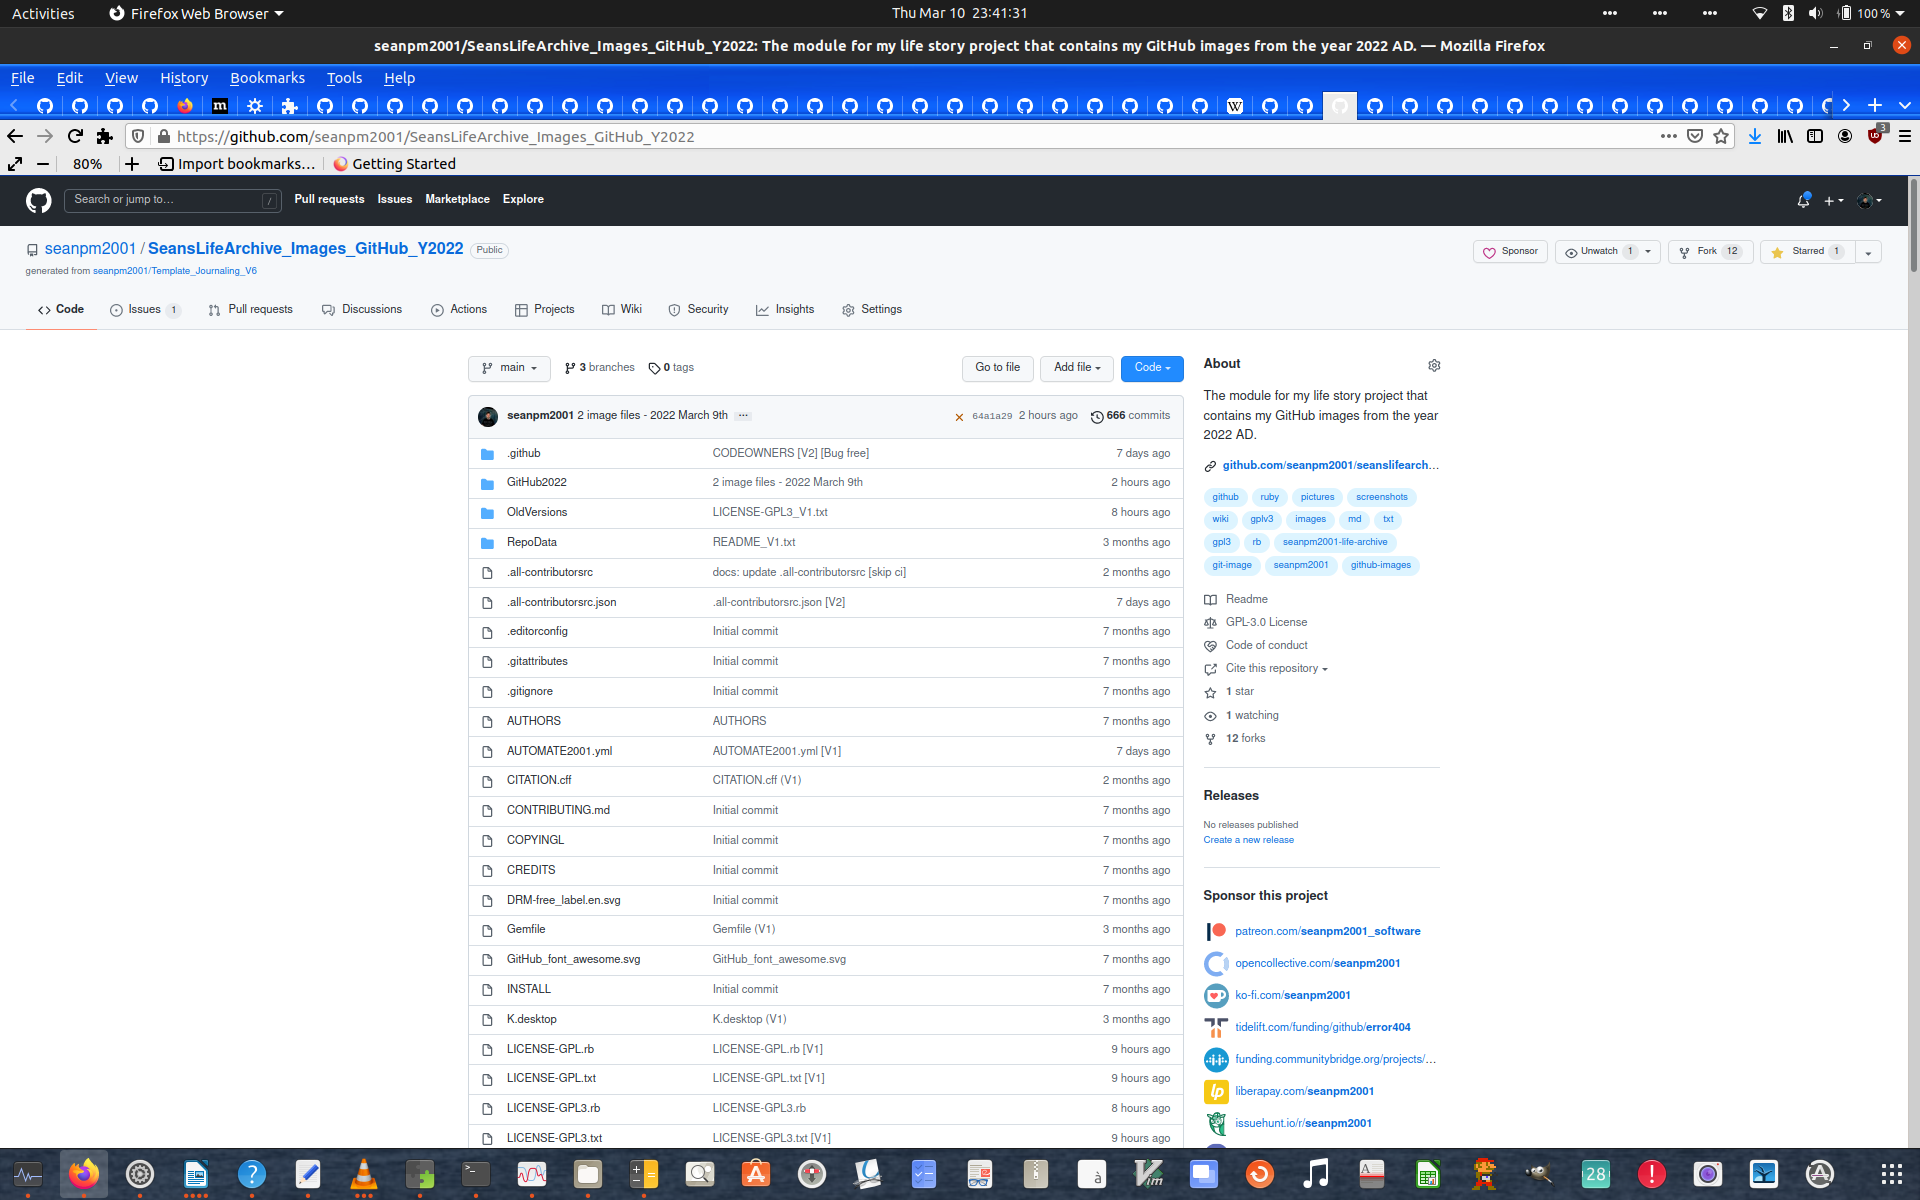 Activities
Firefox Web Browser
Thu Mar 10 23:41:31
100 %
seanpm2001/SeansLifeArchive_Images_GitHub_Y2022: The module for my life story project that contains my GitHub images from the year 2022 AD. — Mozilla Firefox
File Edit View History Bookmarks Tools Help
https://github.com/seanpm2001/SeansLifeArchive_Images_GitHub_Y2022
3
80%
Import bookmarks...
Getting Started
Search or jump to...
/
Pull requests Issues Marketplace Explore
seanpm2001 / SeansLifeArchive_Images_GitHub_Y2022 Public
generated from seanpm2001/Template_Journaling_V6
Sponsor
Unwatch 1
Fork 12
Starred 1
Code
Issues 1
Pull requests
Discussions
Actions
Projects
Wiki
Security
Insights
Settings
main
3 branches
0 tags
Go to file
Add file
Code
seanpm2001 2 image files - 2022 March 9th ...
64a1a29 2 hours ago
666 commits
.github CODEOWNERS [V2] [Bug free] 7 days ago
GitHub2022 2 image files - 2022 March 9th 2 hours ago
OldVersions LICENSE-GPL3_V1.txt 8 hours ago
RepoData README_V1.txt 3 months ago
.all-contributorsrc docs: update .all-contributorsrc [skip ci] 2 months ago
.all-contributorsrc.json .all-contributorsrc.json [V2] 7 days ago
.editorconfig Initial commit 7 months ago
.gitattributes Initial commit 7 months ago
.gitignore Initial commit 7 months ago
AUTHORS AUTHORS 7 months ago
AUTOMATE2001.yml AUTOMATE2001.yml [V1] 7 days ago
CITATION.cff CITATION.cff (V1) 2 months ago
CONTRIBUTING.md Initial commit 7 months ago
COPYINGL Initial commit 7 months ago
CREDITS Initial commit 7 months ago
DRM-free_label.en.svg Initial commit 7 months ago
Gemfile Gemfile (V1) 3 months ago
GitHub_font_awesome.svg GitHub_font_awesome.svg 7 months ago
INSTALL Initial commit 7 months ago
K.desktop K.desktop (V1) 3 months ago
LICENSE-GPL.rb LICENSE-GPL.rb [V1] 9 hours ago
LICENSE-GPL.txt LICENSE-GPL.txt [V1] 9 hours ago
LICENSE-GPL3.rb LICENSE-GPL3.rb 8 hours ago
LICENSE-GPL3.txt LICENSE-GPL3.txt [V1] 9 hours ago
About
The module for my life story project that
contains my GitHub images from the year
2022 AD.
github.com/seanpm2001/seanslifearch...
github ruby pictures screenshots
wiki gplv3 images md txt
gpl3 rb seanpm2001-life-archive
git-image seanpm2001 github-images
Readme
GPL-3.0 License
Code of conduct
Cite this repository
1 star
1 watching
12 forks
Releases
No releases published
Create a new release
Sponsor this project
patreon.com/seanpm2001_software
opencollective.com/seanpm2001
ko-fi.com/seanpm2001
tidelift.com/funding/github/error404
funding.communitybridge.org/projects/...
liberapay.com/seanpm2001
issuehunt.io/r/seanpm2001
28